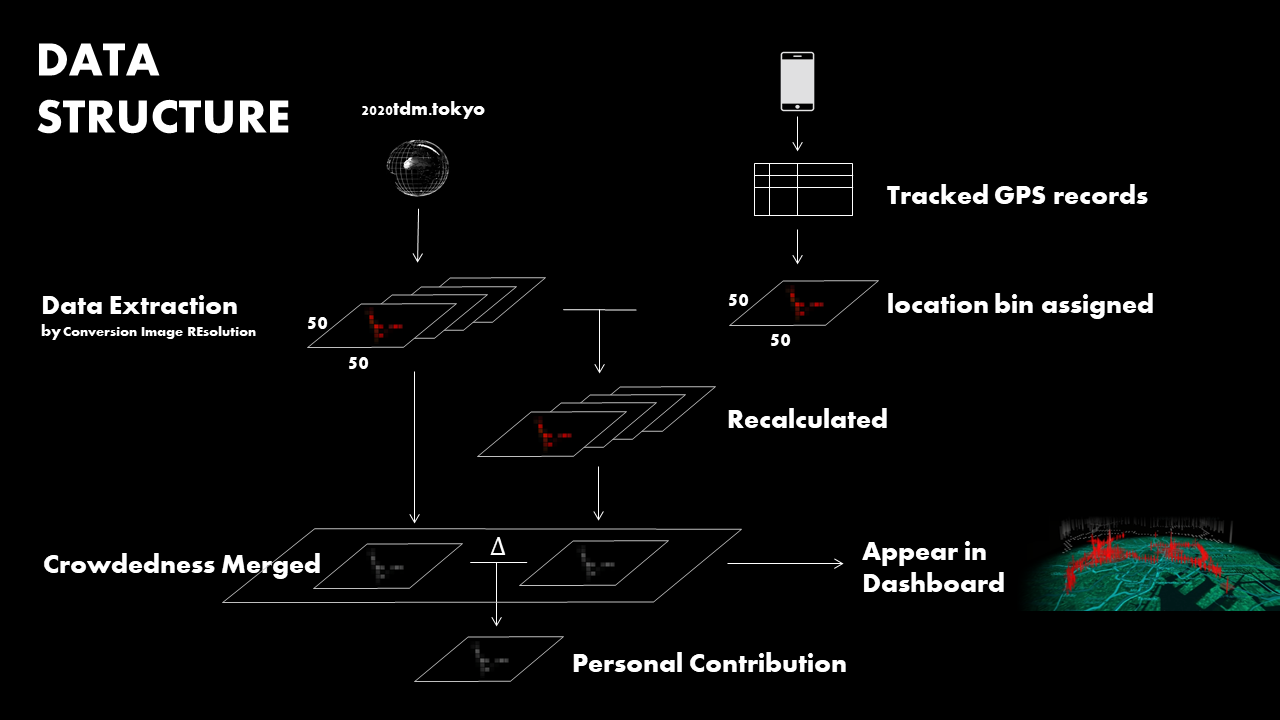 DATA
STRUCTURE
2020tdm.tokyo
Tracked GPS records
Data Extraction
by Conversion Image REsolution
50
50
50
50
location bin assigned
Recalculated
Crowdedness Merged
Δ
Appear in
Dashboard
Personal Contribution